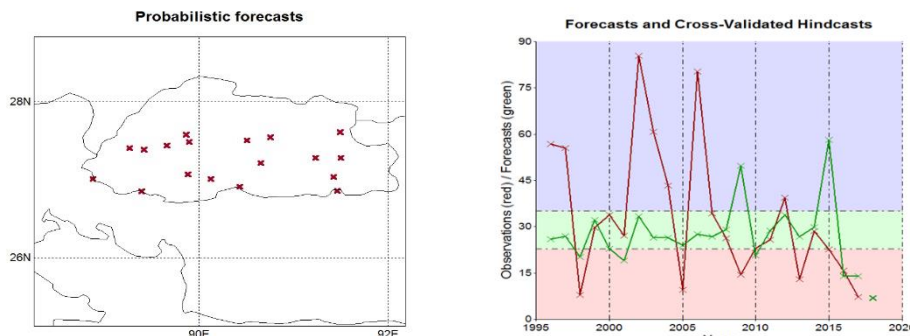 Probabilistic forecasts
28N
26N
90E
92E
Forecasts and Cross-Validated Hindcasts
Observations (red) / Forecasts (green)
90
75
60
45
30
15
0
1995
2000
2005
2010
2015